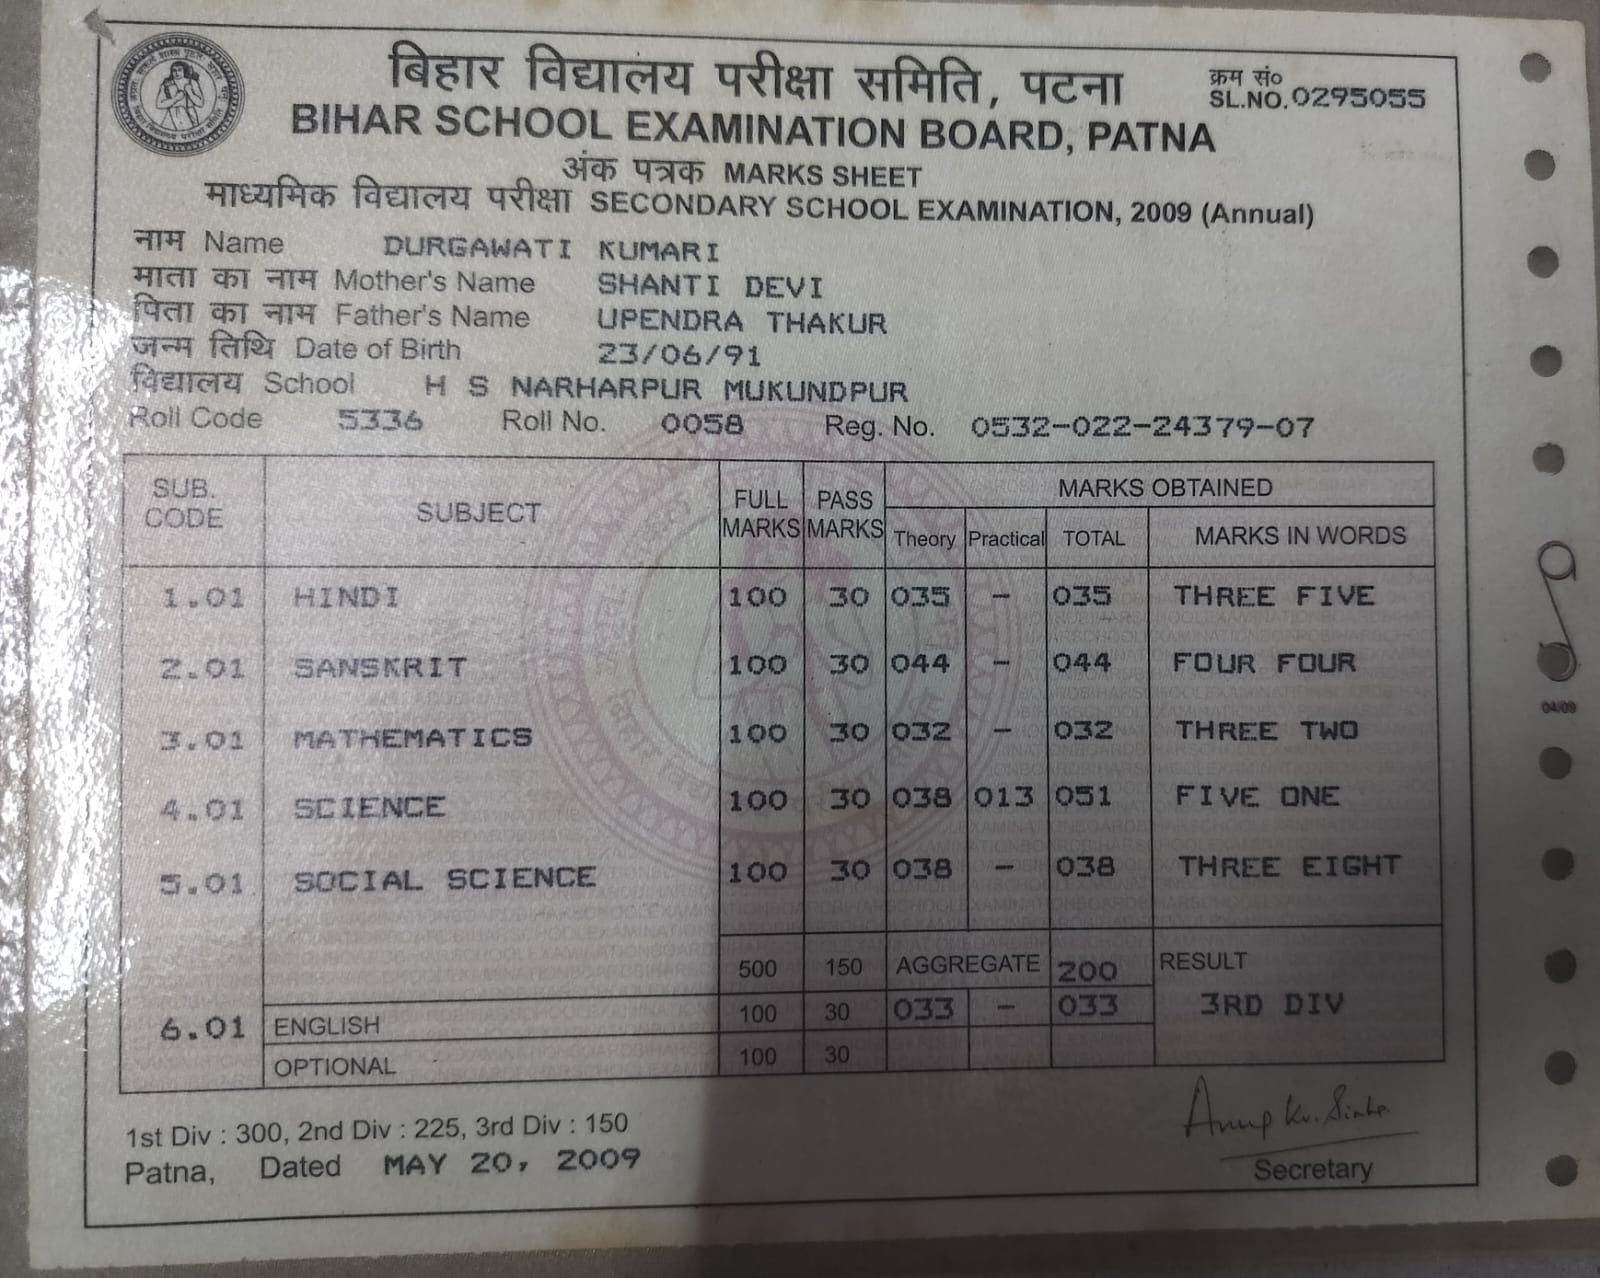 बिहार विद्यालय परीक्षा समिति, पटना
क्रम सं०
SL.NO. 0295055
BIHAR SCHOOL EXAMINATION BOARD, PATNA
अंक पत्रक MARKS SHEET
माध्यमिक विद्यालय परीक्षा SECONDARY SCHOOL EXAMINATION, 2009 (Annual)
नाम Name DURGAWATI KUMARI
माता का नाम Mother's Name SHANTI DEVI
पिता का नाम Father's Name UPENDRA THAKUR
जन्म तिथि Date of Birth 23/06/91
विद्यालय School H S NARHARPUR MUKUNDPUR
Roll Code 5336 Roll No. 0058 Reg. No. 0532-022-24379-07
SUB. CODE SUBJECT FULL MARKS PASS MARKS MARKS OBTAINED
Theory Practical TOTAL MARKS IN WORDS
1.01 HINDI 100 30 035 - 035 THREE FIVE
2.01 SANSKRIT 100 30 044 - 044 FOUR FOUR
3.01 MATHEMATICS 100 30 032 - 032 THREE TWO
4.01 SCIENCE 100 30 038 013 051 FIVE ONE
5.01 SOCIAL SCIENCE 100 30 038 - 038 THREE EIGHT
500 150 AGGREGATE 200 RESULT
6.01 ENGLISH 100 30 033 - 033 3RD DIV
OPTIONAL 100 30
1st Div : 300, 2nd Div : 225, 3rd Div : 150
Patna, Dated MAY 20, 2009
Anup Kr. Sinha
Secretary
04/09